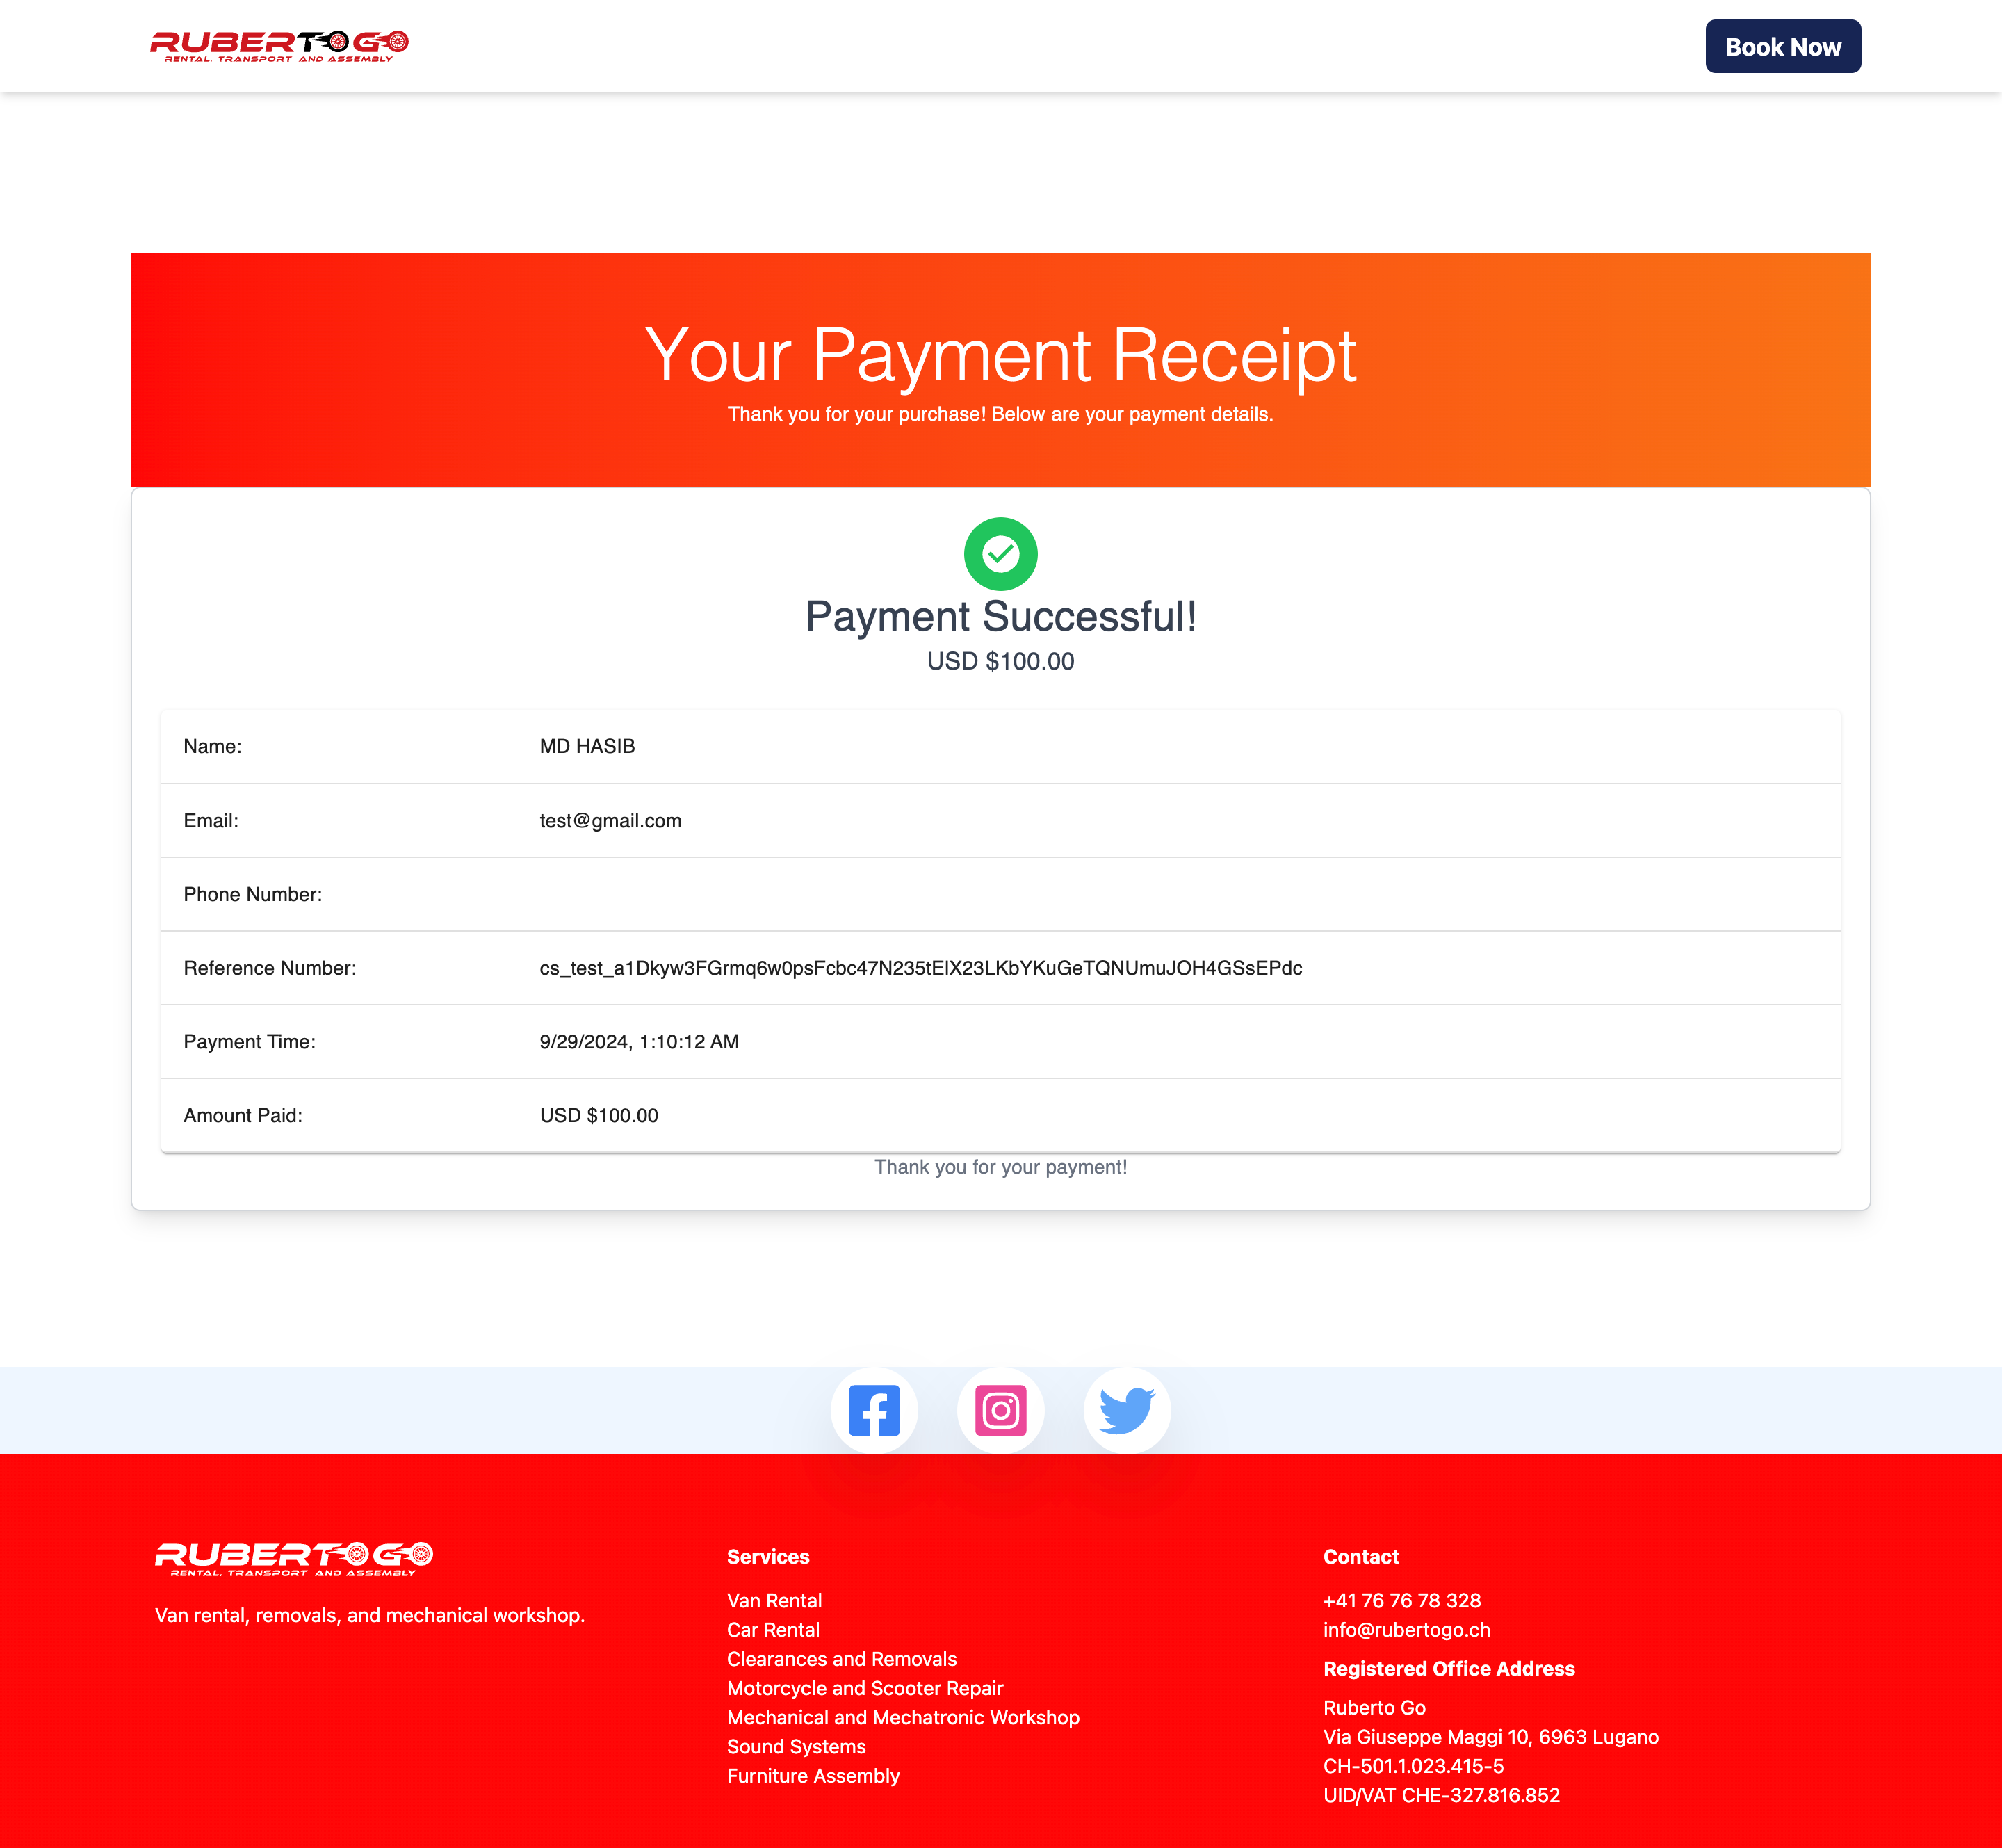 RUBERTOGO
RENTAL, TRANSPORT AND ASSEMBLY
Book Now
Your Payment Receipt
Thank you for your purchase! Below are your payment details.
Payment Successful!
USD $100.00
Name: MD HASIB
Email: test@gmail.com
Phone Number:
Reference Number: cs_test_a1Dkyw3FGrmq6w0psFcbc47N235tElX23LKbYKuGeTQNUmuJOH4GSsEPdc
Payment Time: 9/29/2024, 1:10:12 AM
Amount Paid: USD $100.00
Thank you for your payment!
RUBERTOGO
RENTAL, TRANSPORT AND ASSEMBLY
Van rental, removals, and mechanical workshop.
Services
Van Rental
Car Rental
Clearances and Removals
Motorcycle and Scooter Repair
Mechanical and Mechatronic Workshop
Sound Systems
Furniture Assembly
Contact
+41 76 76 78 328
info@rubertogo.ch
Registered Office Address
Ruberto Go
Via Giuseppe Maggi 10, 6963 Lugano
CH-501.1.023.415-5
UID/VAT CHE-327.816.852